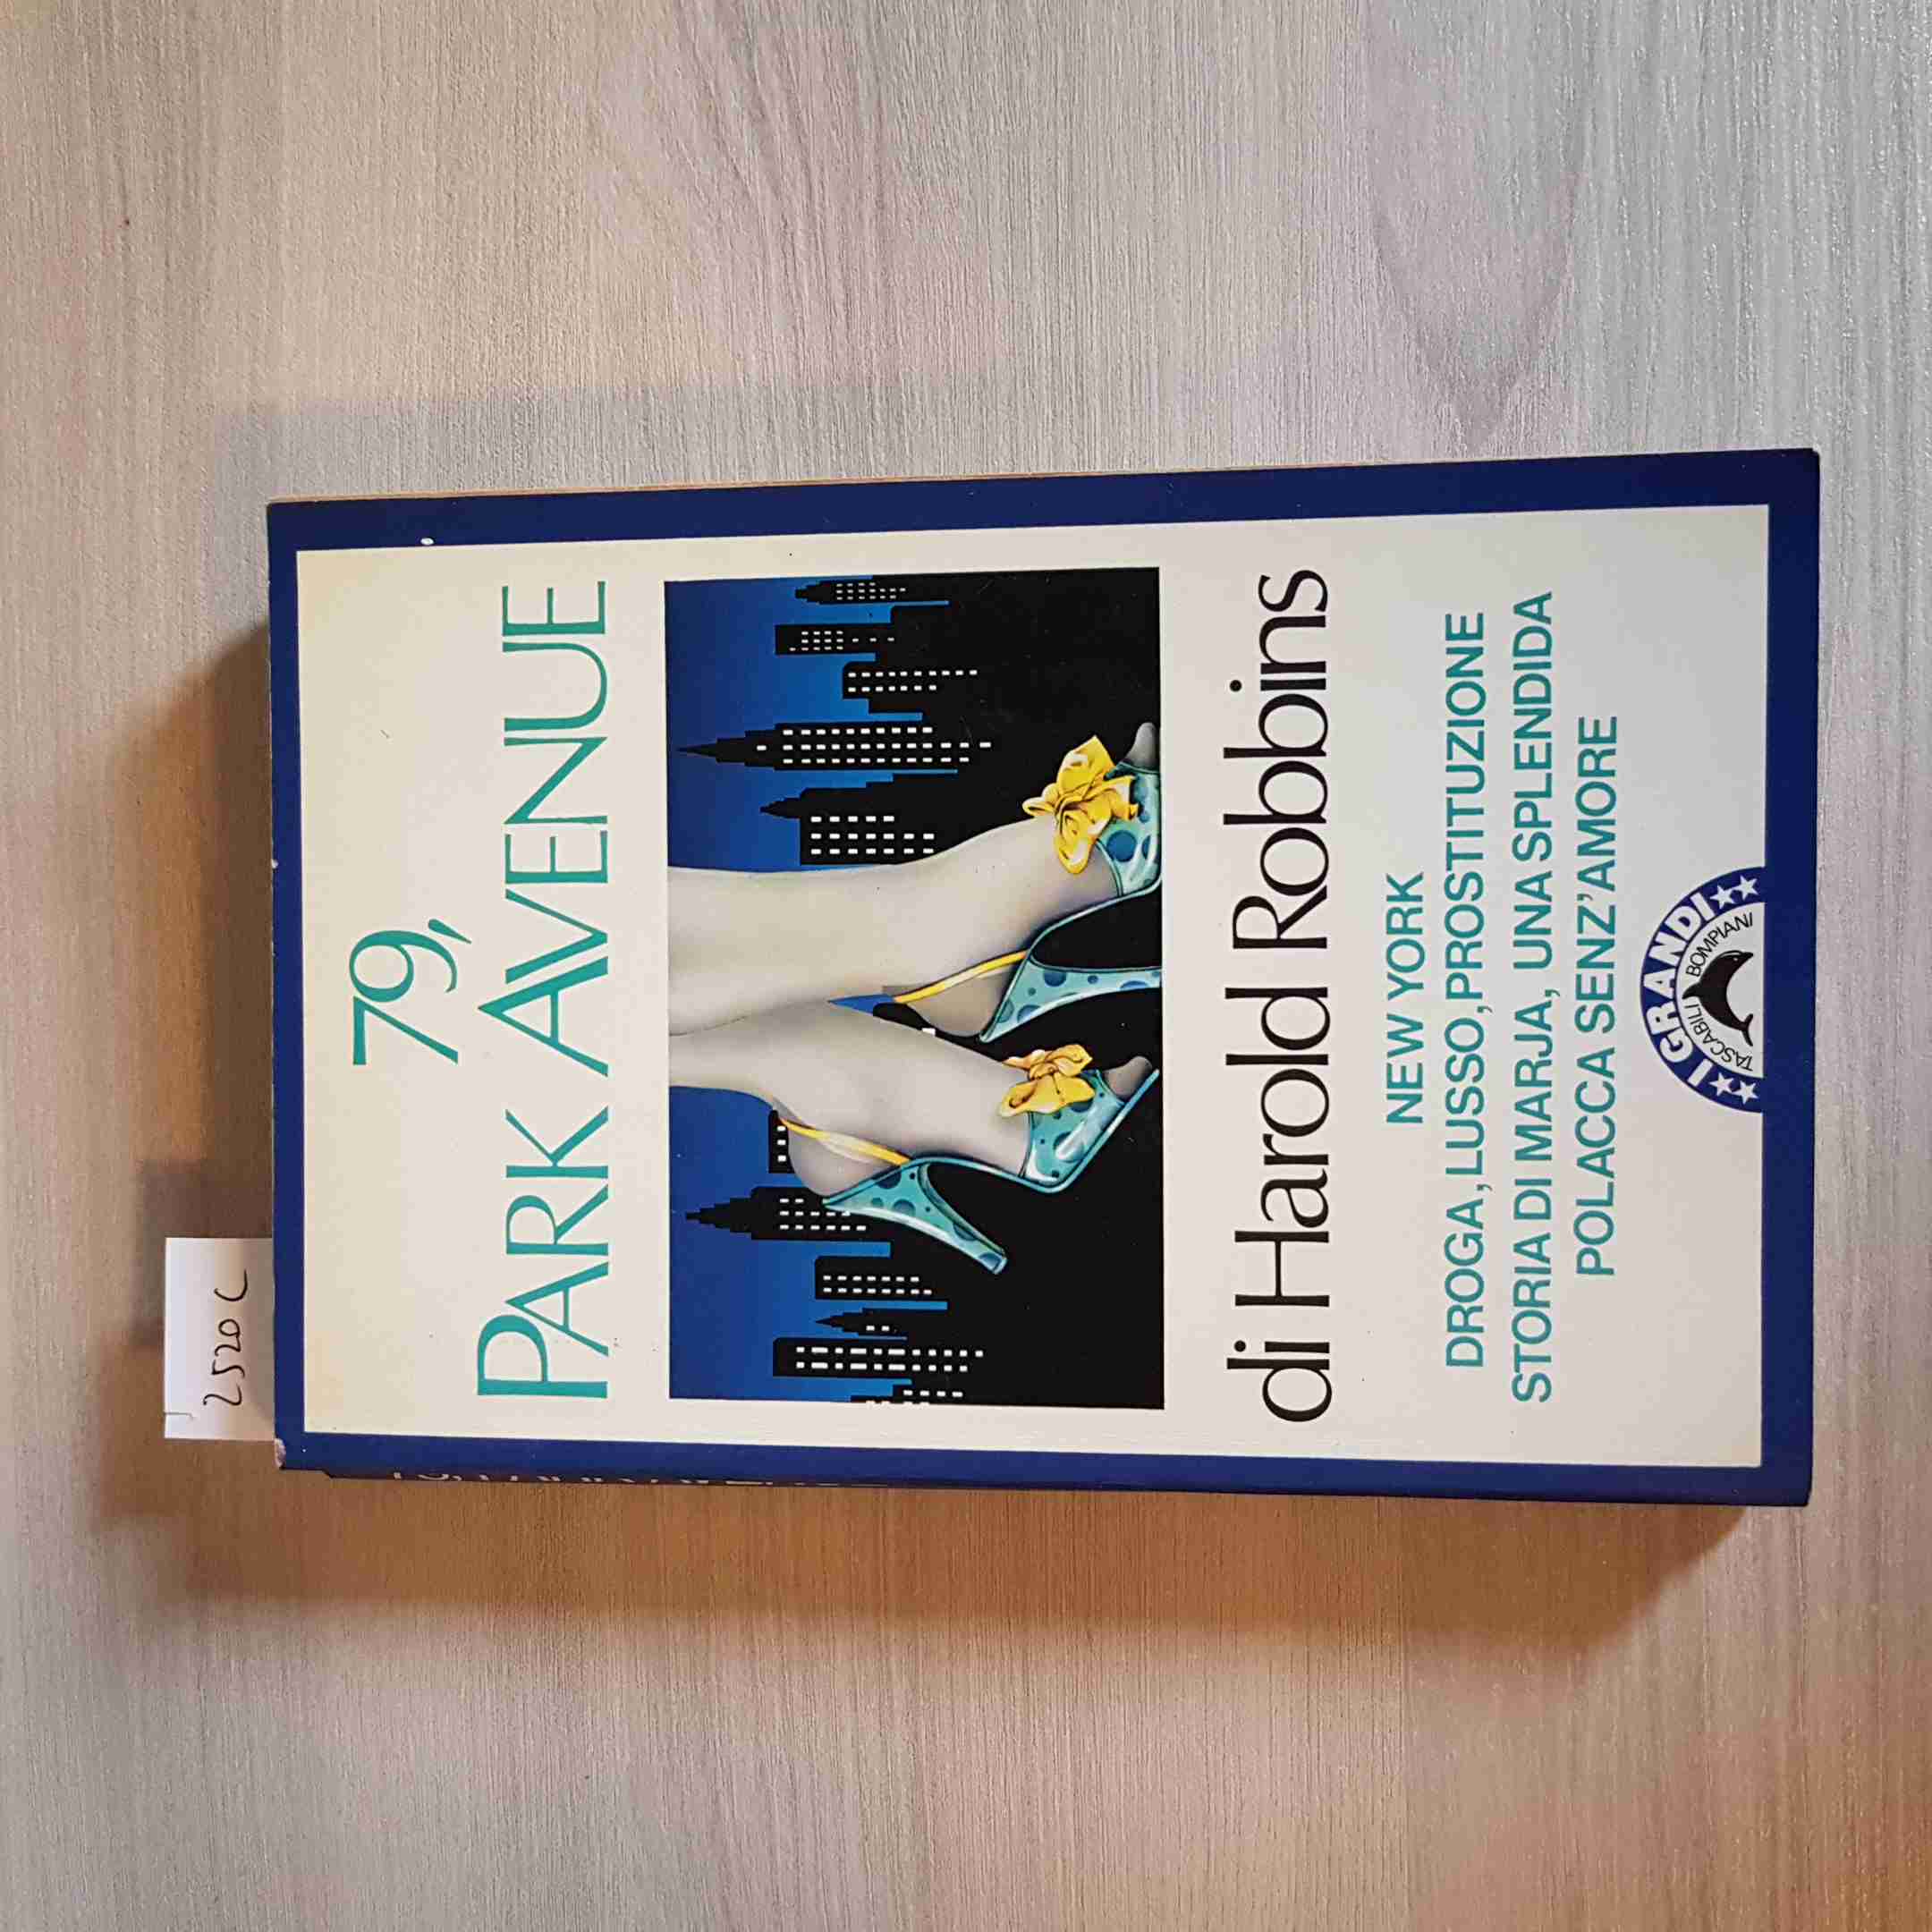 2520 C
79,
PARK AVENUE
di Harold Robbins
NEW YORK
DROGA, LUSSO, PROSTITUZIONE
STORIA DI MARJA, UNA SPLENDIDA
POLACCA SENZ'AMORE
I GRANDI
TASCABILI BOMPIANI